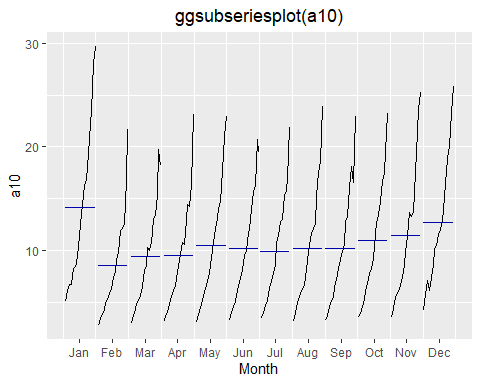 ggsubseriesplot(a10)
30
20
10
a10
Jan Feb Mar Apr May Jun Jul Aug Sep Oct Nov Dec
Month